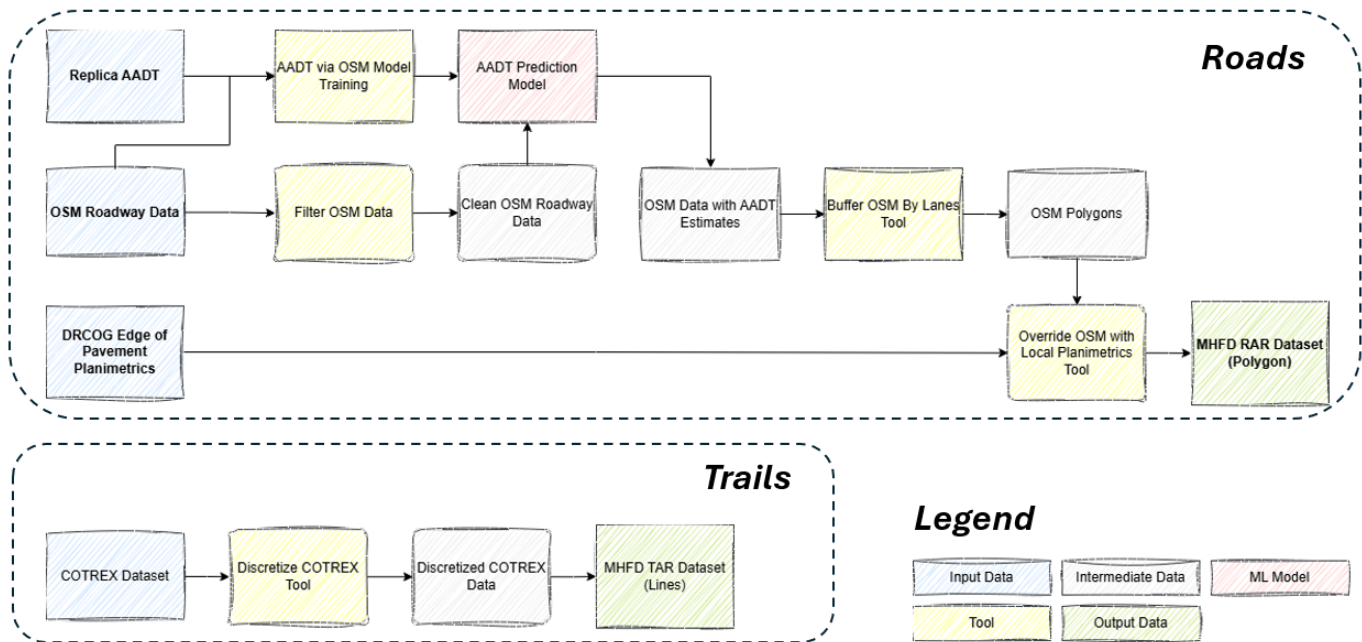 Roads
Replica AADT
AADT via OSM Model
Training
AADT Prediction
Model
OSM Roadway Data
Filter OSM Data
Clean OSM Roadway
Data
OSM Data with AADT
Estimates
Buffer OSM By Lanes
Tool
OSM Polygons
DRCOG Edge of
Pavement
Planimetrics
Override OSM with
Local Planimetrics
Tool
MHFD RAR Dataset
(Polygon)
Trails
COTREX Dataset
Discretize COTREX
Tool
Discretized COTREX
Data
MHFD TAR Dataset
(Lines)
Legend
Input Data
Intermediate Data
ML Model
Tool
Output Data